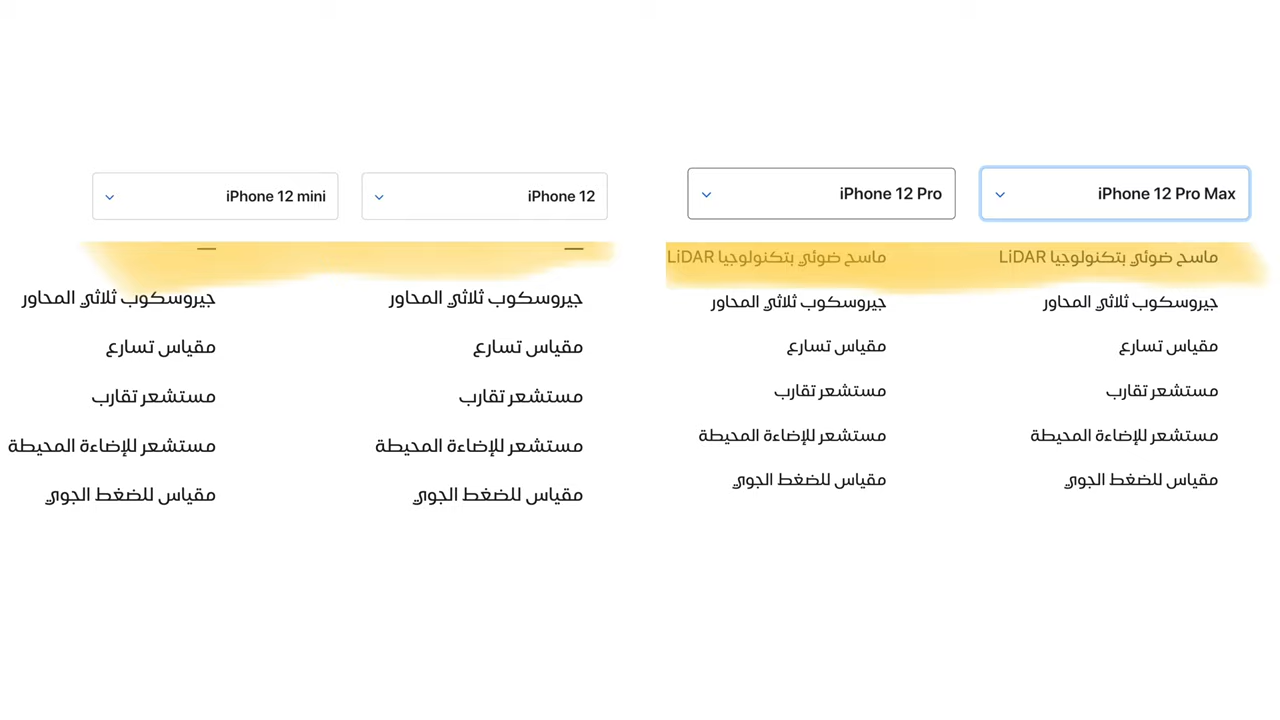 iPhone 12 Pro Max
ماسح ضوئي بتكنولوجيا LiDAR
جيروسكوب ثلاثي المحاور
مقياس تسارع
مستشعر تقارب
مستشعر للإضاءة المحيطة
مقياس للضغط الجوي
iPhone 12 Pro
ماسح ضوئي بتكنولوجيا LiDAR
جيروسكوب ثلاثي المحاور
مقياس تسارع
مستشعر تقارب
مستشعر للإضاءة المحيطة
مقياس للضغط الجوي
iPhone 12
—
جيروسكوب ثلاثي المحاور
مقياس تسارع
مستشعر تقارب
مستشعر للإضاءة المحيطة
مقياس للضغط الجوي
iPhone 12 mini
—
جيروسكوب ثلاثي المحاور
مقياس تسارع
مستشعر تقارب
مستشعر للإضاءة المحيطة
مقياس للضغط الجوي